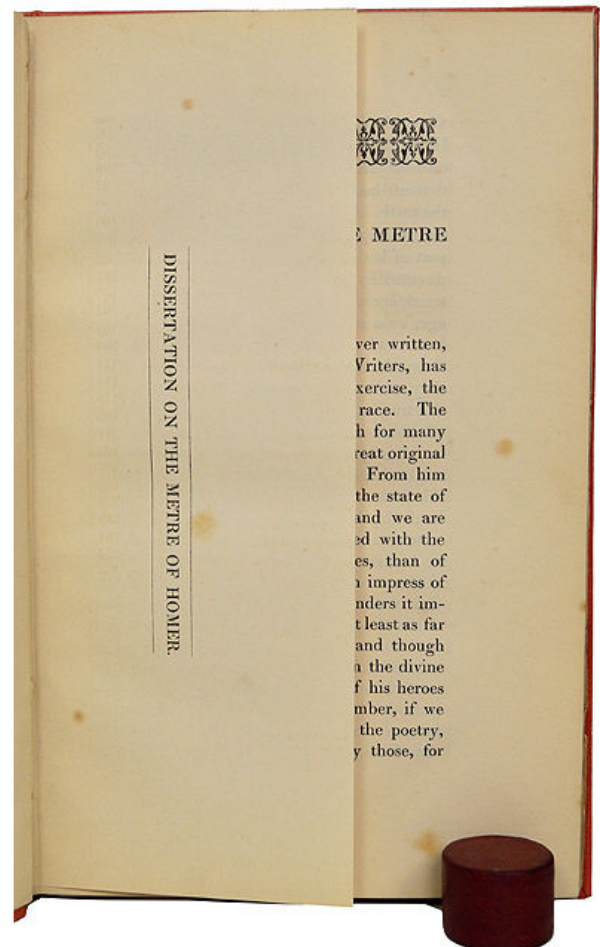 DISSERTATION ON THE METRE OF HOMER.
METRE
ver written,
Writers, has
xercise, the
race. The
h for many
reat original
From him
the state of
and we are
ed with the
es, than of
impress of
nders it im-
t least as far
and though
the divine
f his heroes
mber, if we
the poetry,
y those, for